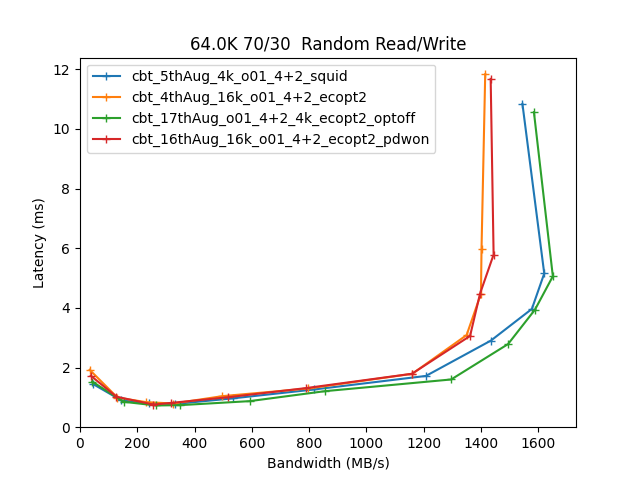 64.0K 70/30  Random Read/Write
cbt_5thAug_4k_o01_4+2_squid
cbt_4thAug_16k_o01_4+2_ecopt2
cbt_17thAug_o01_4+2_4k_ecopt2_optoff
cbt_16thAug_16k_o01_4+2_ecopt2_pdwon
12
10
8
6
4
2
0
Latency (ms)
0 200 400 600 800 1000 1200 1400 1600
Bandwidth (MB/s)